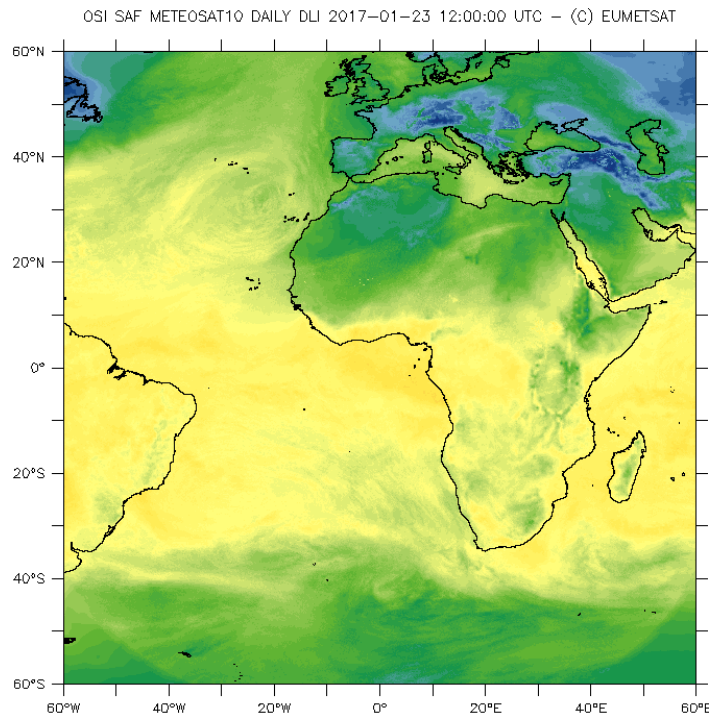 OSI SAF METEOSAT10 DAILY DLI 2017-01-23 12:00:00 UTC - (C) EUMETSAT
60°N
40°N
20°N
0°
20°S
40°S
60°S
60°W 40°W 20°W 0° 20°E 40°E 60°E